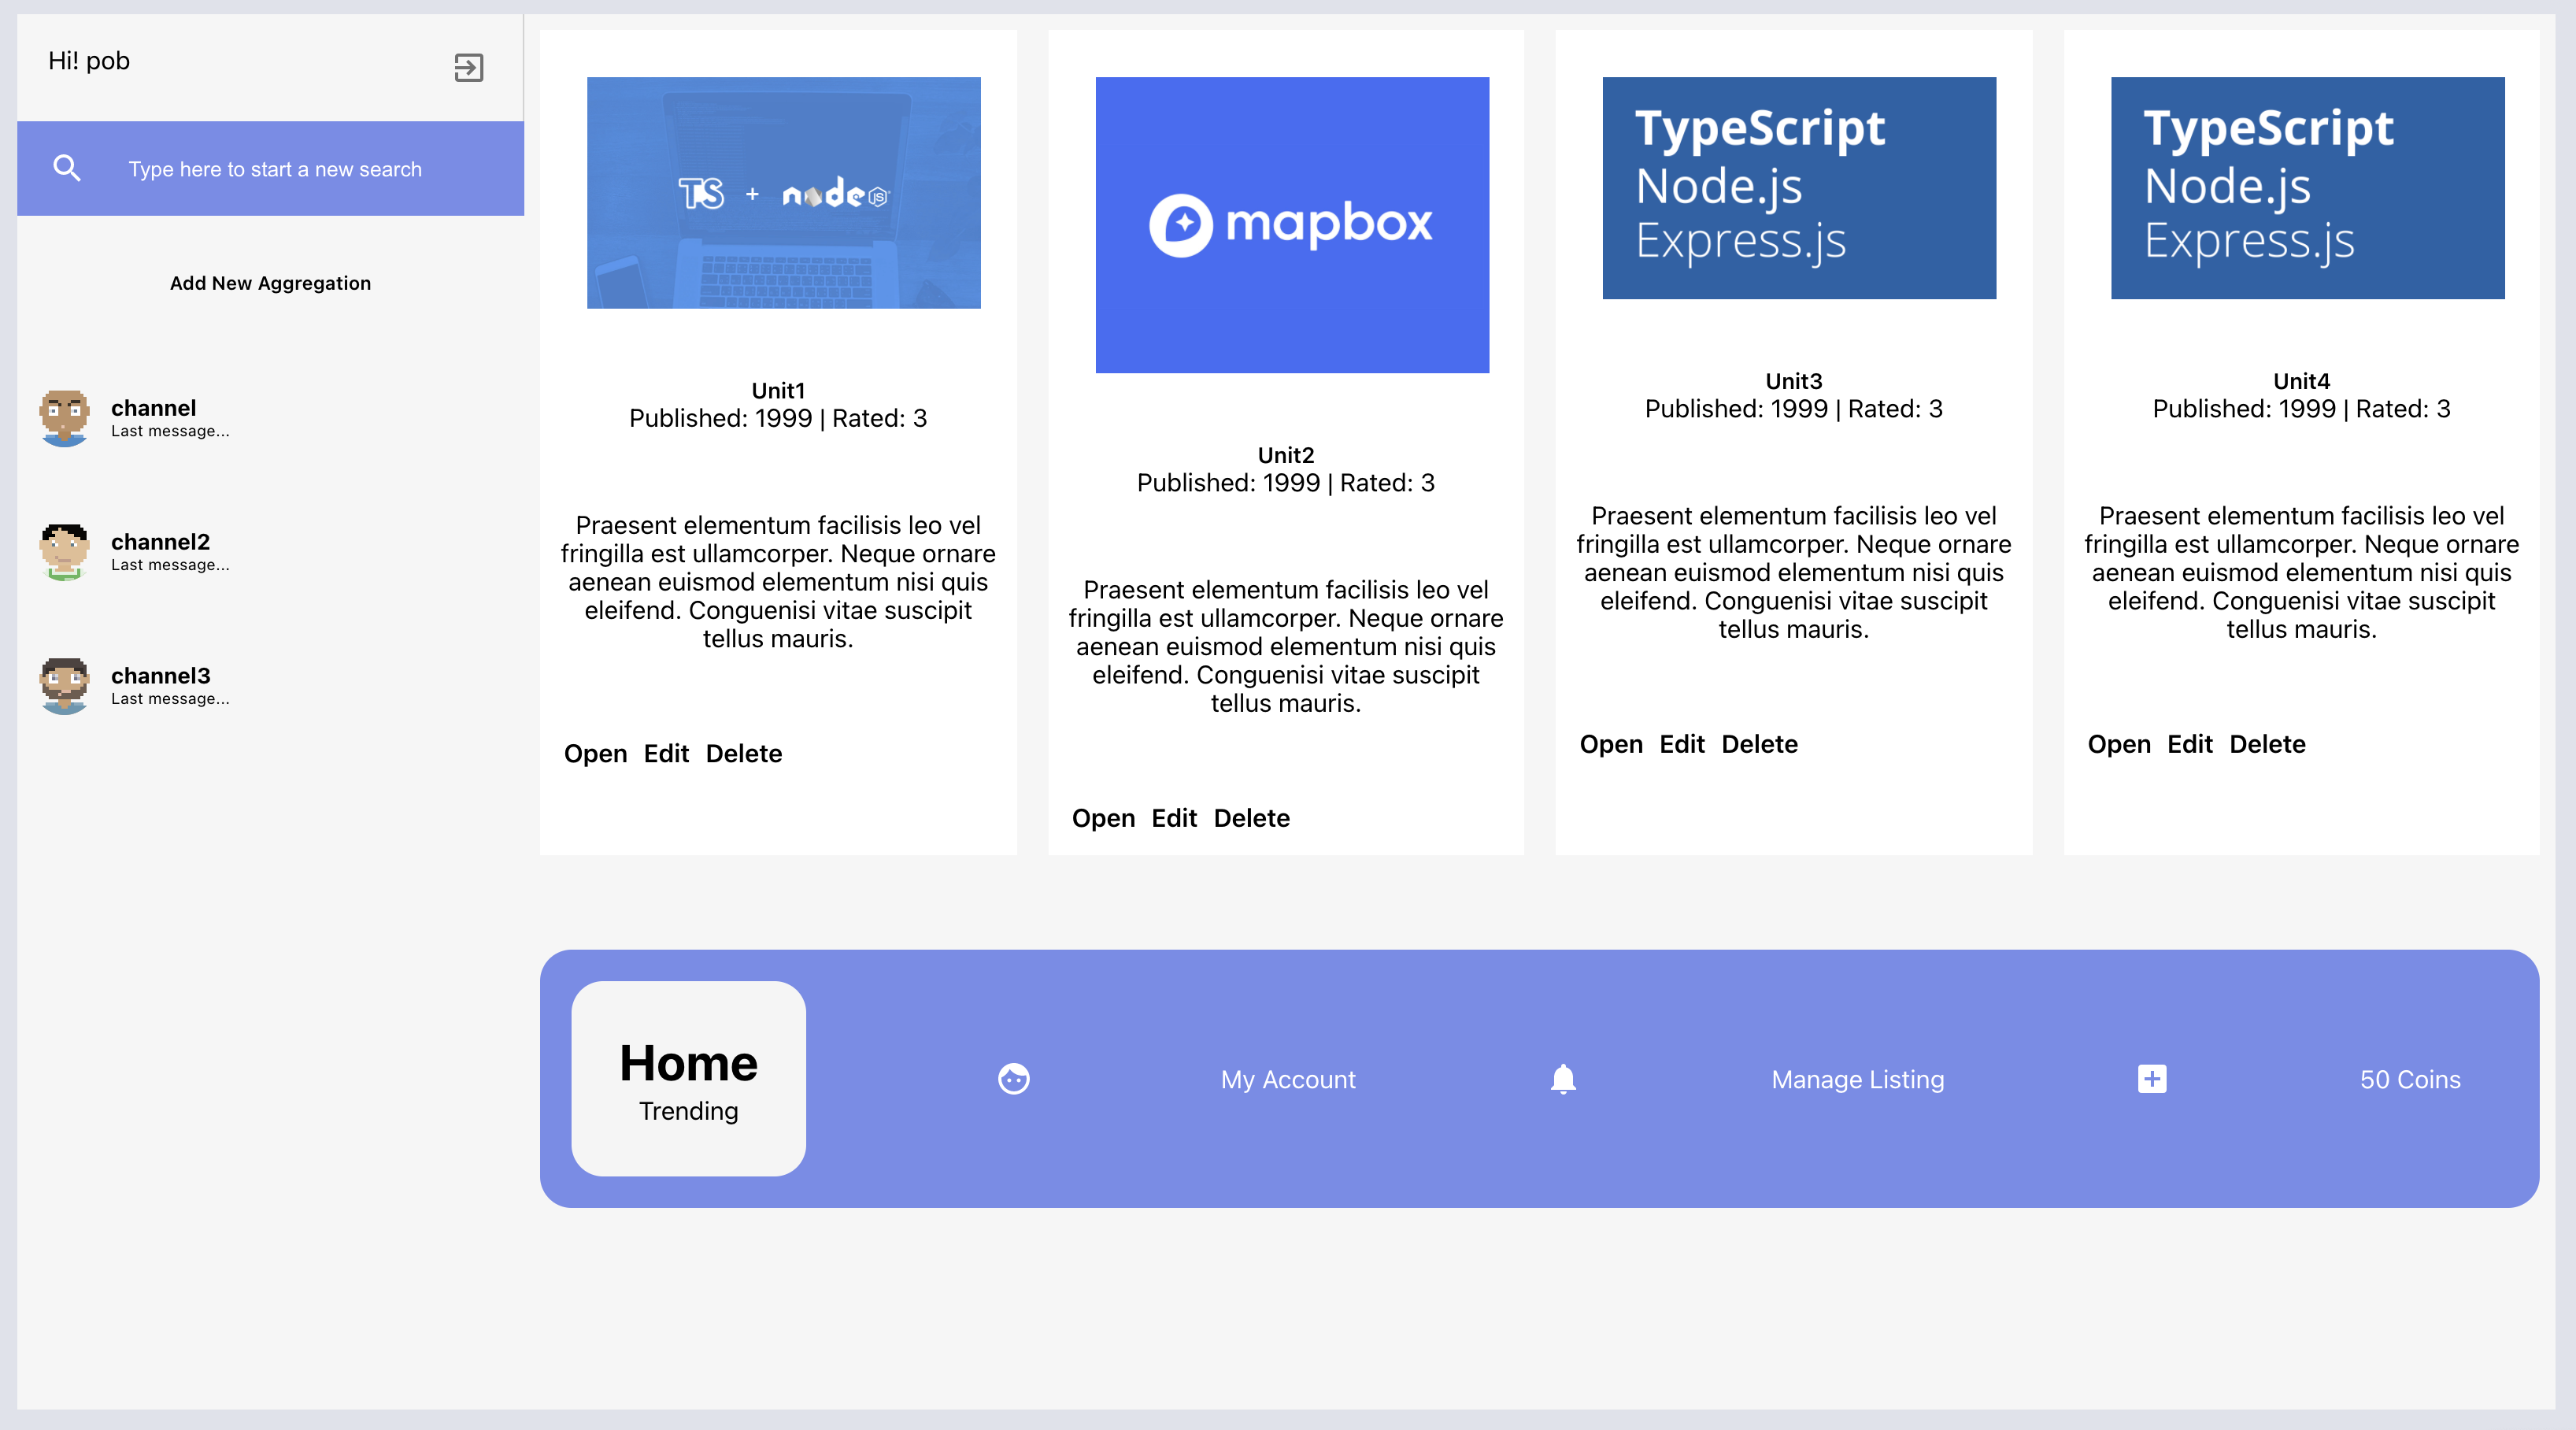 Hi! pob
Type here to start a new search
Add New Aggregation
channel
Last message...
channel2
Last message...
channel3
Last message...
TS + node JS
Unit1
Published: 1999 | Rated: 3
Praesent elementum facilisis leo vel
fringilla est ullamcorper. Neque ornare
aenean euismod elementum nisi quis
eleifend. Conguenisi vitae suscipit
tellus mauris.
Open Edit Delete
mapbox
Unit2
Published: 1999 | Rated: 3
Praesent elementum facilisis leo vel
fringilla est ullamcorper. Neque ornare
aenean euismod elementum nisi quis
eleifend. Conguenisi vitae suscipit
tellus mauris.
Open Edit Delete
TypeScript
Node.js
Express.js
Unit3
Published: 1999 | Rated: 3
Praesent elementum facilisis leo vel
fringilla est ullamcorper. Neque ornare
aenean euismod elementum nisi quis
eleifend. Conguenisi vitae suscipit
tellus mauris.
Open Edit Delete
TypeScript
Node.js
Express.js
Unit4
Published: 1999 | Rated: 3
Praesent elementum facilisis leo vel
fringilla est ullamcorper. Neque ornare
aenean euismod elementum nisi quis
eleifend. Conguenisi vitae suscipit
tellus mauris.
Open Edit Delete
Home
Trending
My Account
Manage Listing
50 Coins